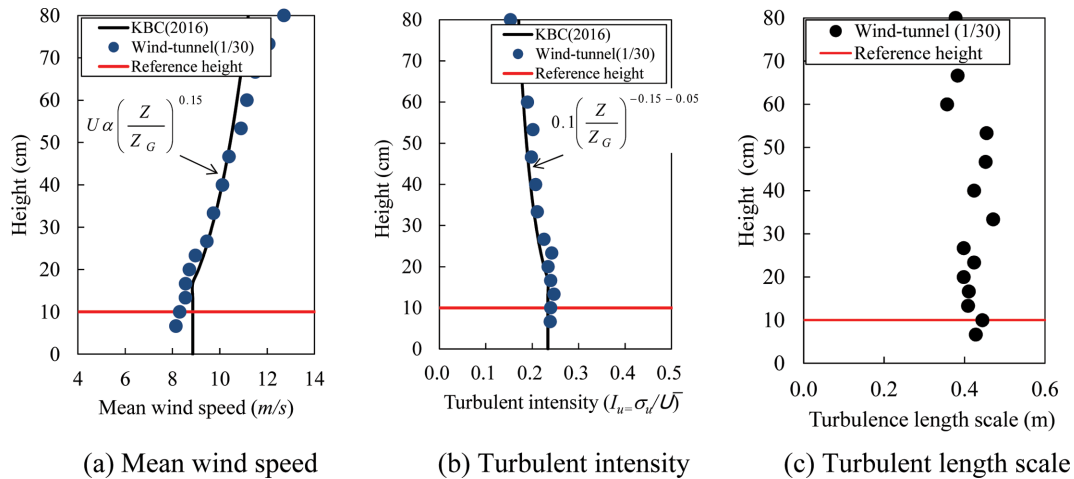 80
70
60
50
40
30
20
10
0
Height (cm)
KBC(2016)
Wind-tunnel(1/30)
Reference height
Uα(Z/Z_G)^0.15
4 6 8 10 12 14
Mean wind speed (m/s)
(a) Mean wind speed
80
70
60
50
40
30
20
10
0
Height (cm)
KBC(2016)
Wind-tunnel(1/30)
Reference height
0.1(Z/Z_G)^−0.15−0.05
0.0 0.1 0.2 0.3 0.4 0.5
Turbulent intensity (I_u=σ_u/U̅)
(b) Turbulent intensity
80
70
60
50
40
30
20
10
0
Height (cm)
Wind-tunnel (1/30)
Reference height
0.0 0.2 0.4 0.6
Turbulence length scale (m)
(c) Turbulent length scale